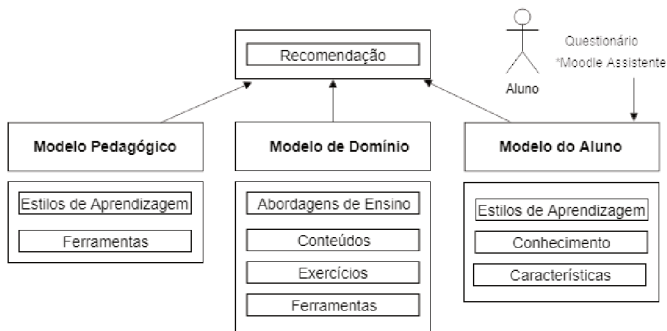 Recomendação
Questionário
*Moodle Assistente
Aluno
Modelo Pedagógico
Modelo de Domínio
Modelo do Aluno
Estilos de Aprendizagem
Ferramentas
Abordagens de Ensino
Conteúdos
Exercícios
Ferramentas
Estilos de Aprendizagem
Conhecimento
Características